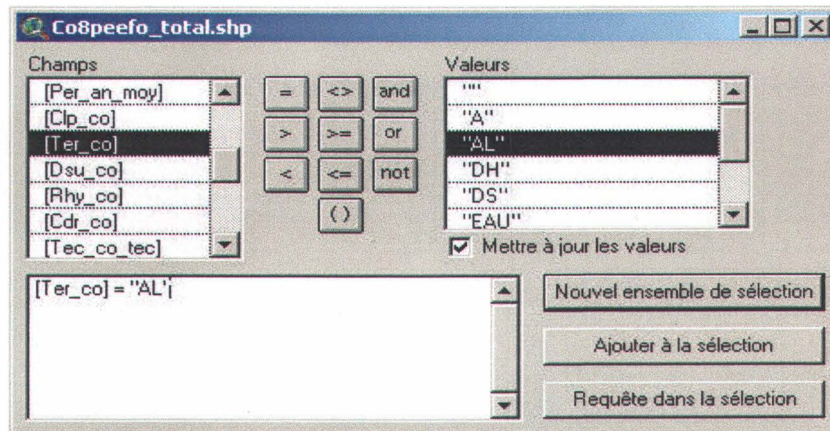 Co8peefo_total.shp
Champs
[Per_an_moy]
[Clp_co]
[Ter_co]
[Dsu_co]
[Rhy_co]
[Cdr_co]
[Tec_co_tec]
= <> and
> >= or
< <= not
( )
Valeurs
""
"A"
"AL"
"DH"
"DS"
"EAU"
Mettre à jour les valeurs
[Ter_co] = "AL"
Nouvel ensemble de sélection
Ajouter à la sélection
Requête dans la sélection